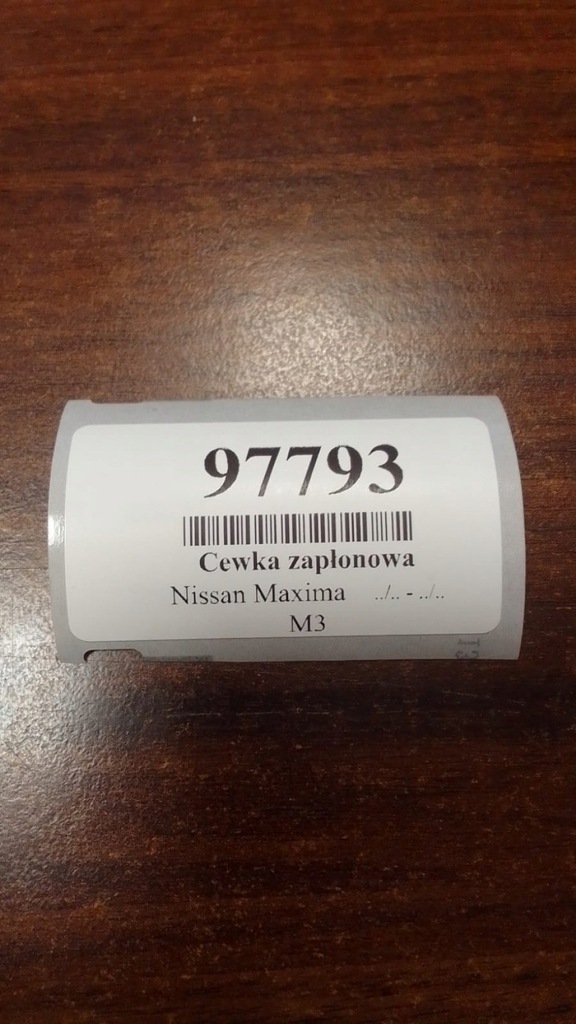 97793
Cewka zapłonowa
Nissan Maxima ../.. - ../..
M3